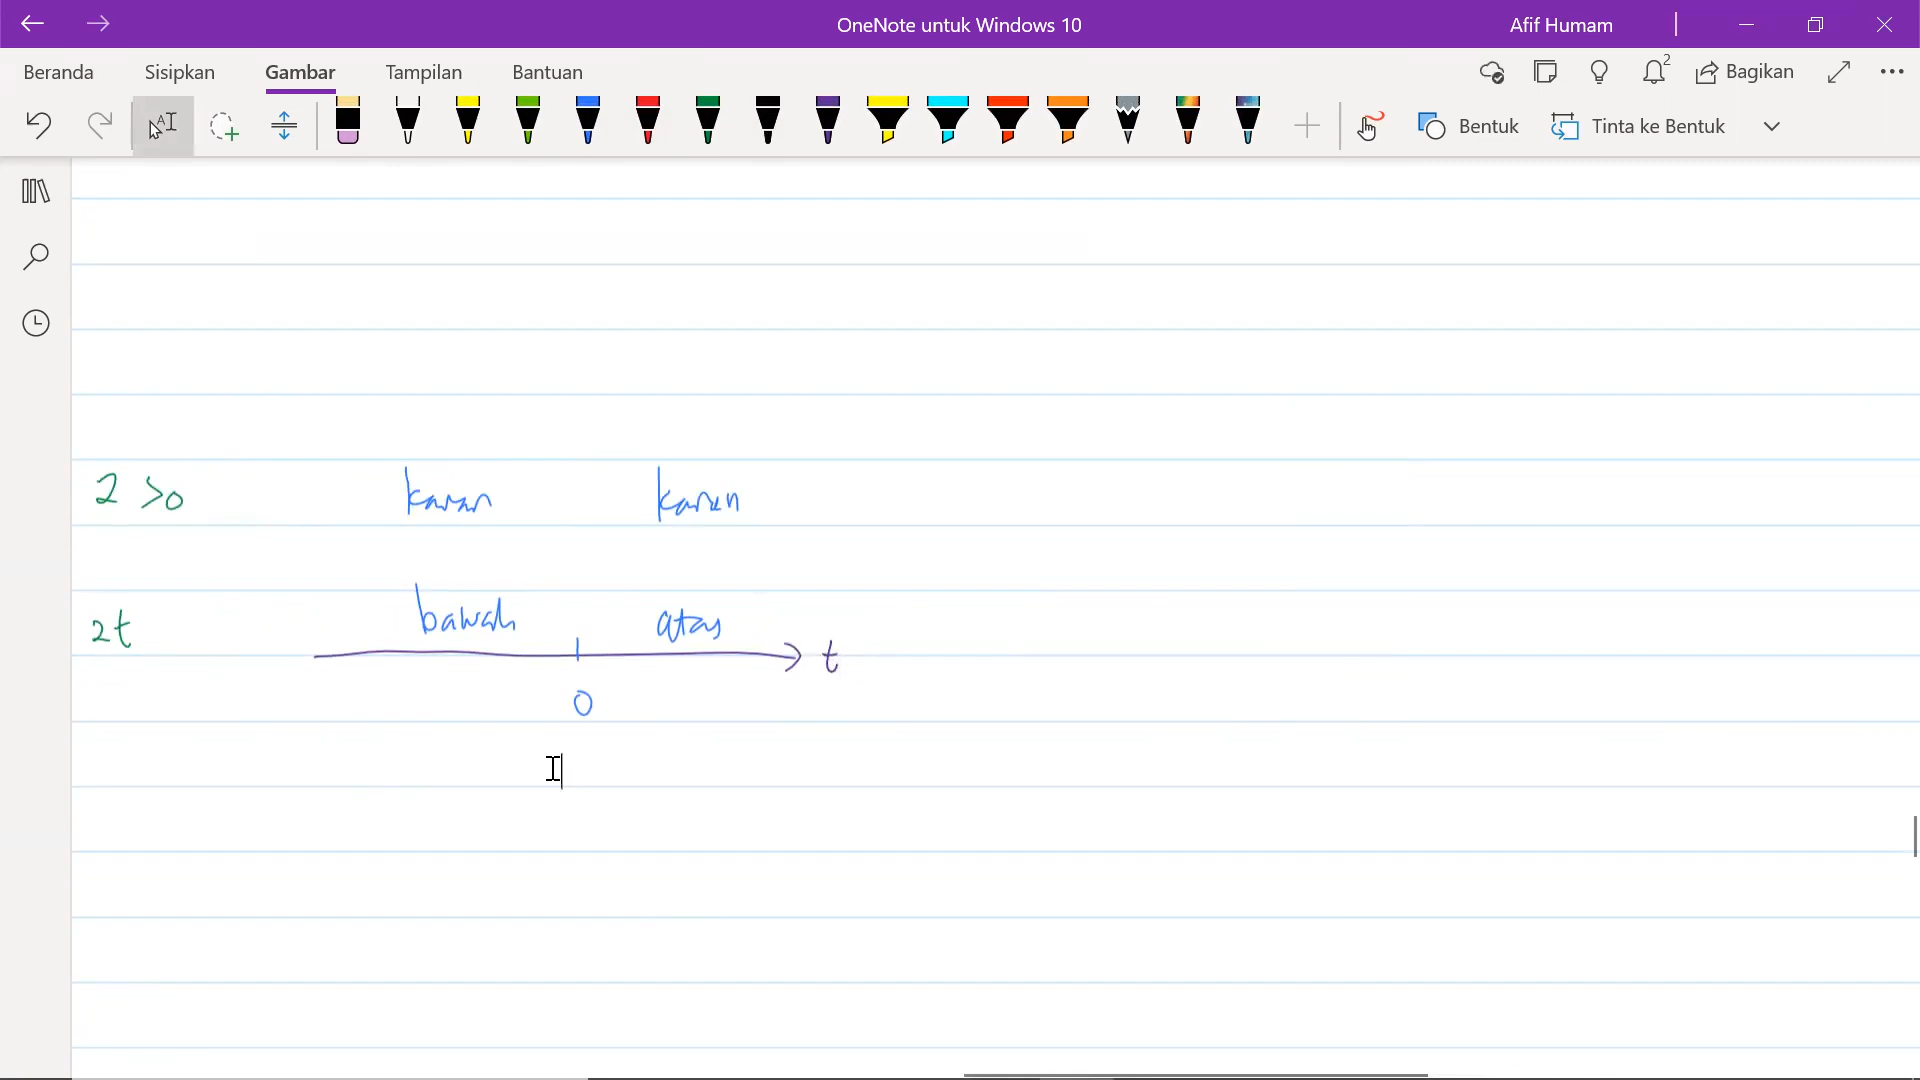 OneNote untuk Windows 10
Afif Humam
Beranda Sisipkan Gambar Tampilan Bantuan
2 Bagikan
Bentuk Tinta ke Bentuk
2 >0 kanan kanan
2t bawah atas
t
0